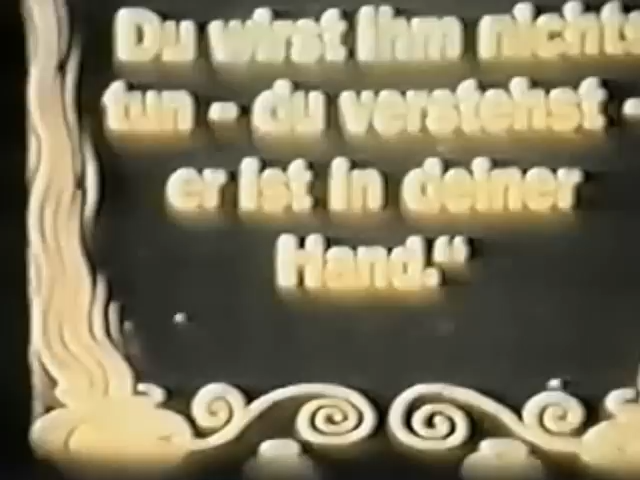 Du wirst ihm nichts
tun - du verstehst -
er ist in deiner
Hand.“